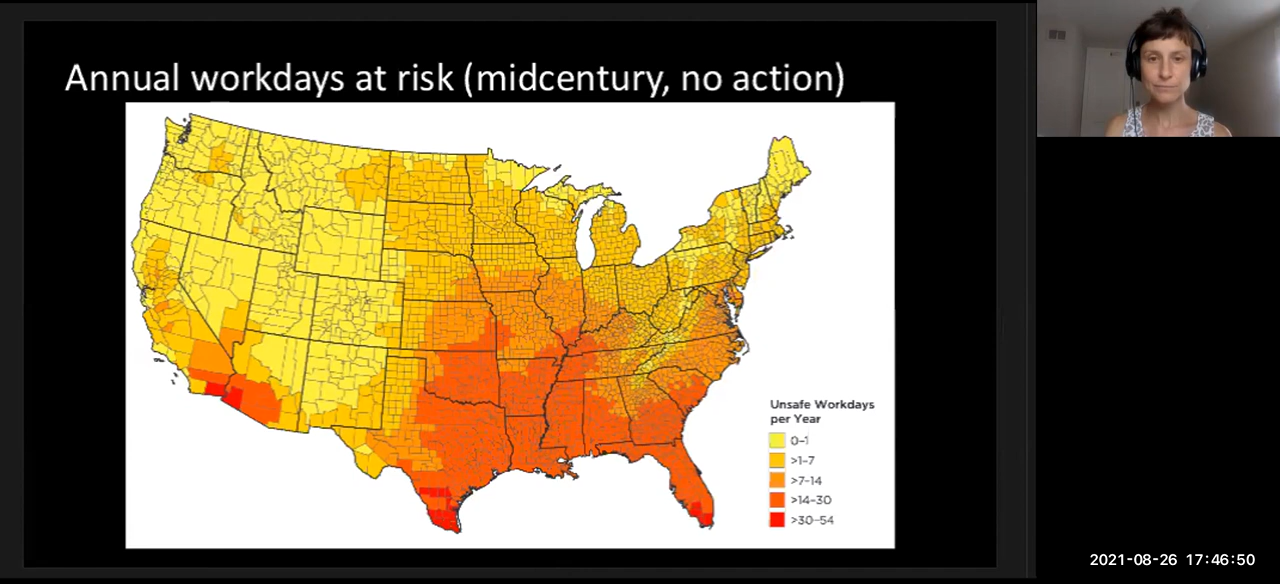 Annual workdays at risk (midcentury, no action)
Unsafe Workdays
per Year
0–1
>1–7
>7–14
>14–30
>30–54
2021-08-26 17:46:50